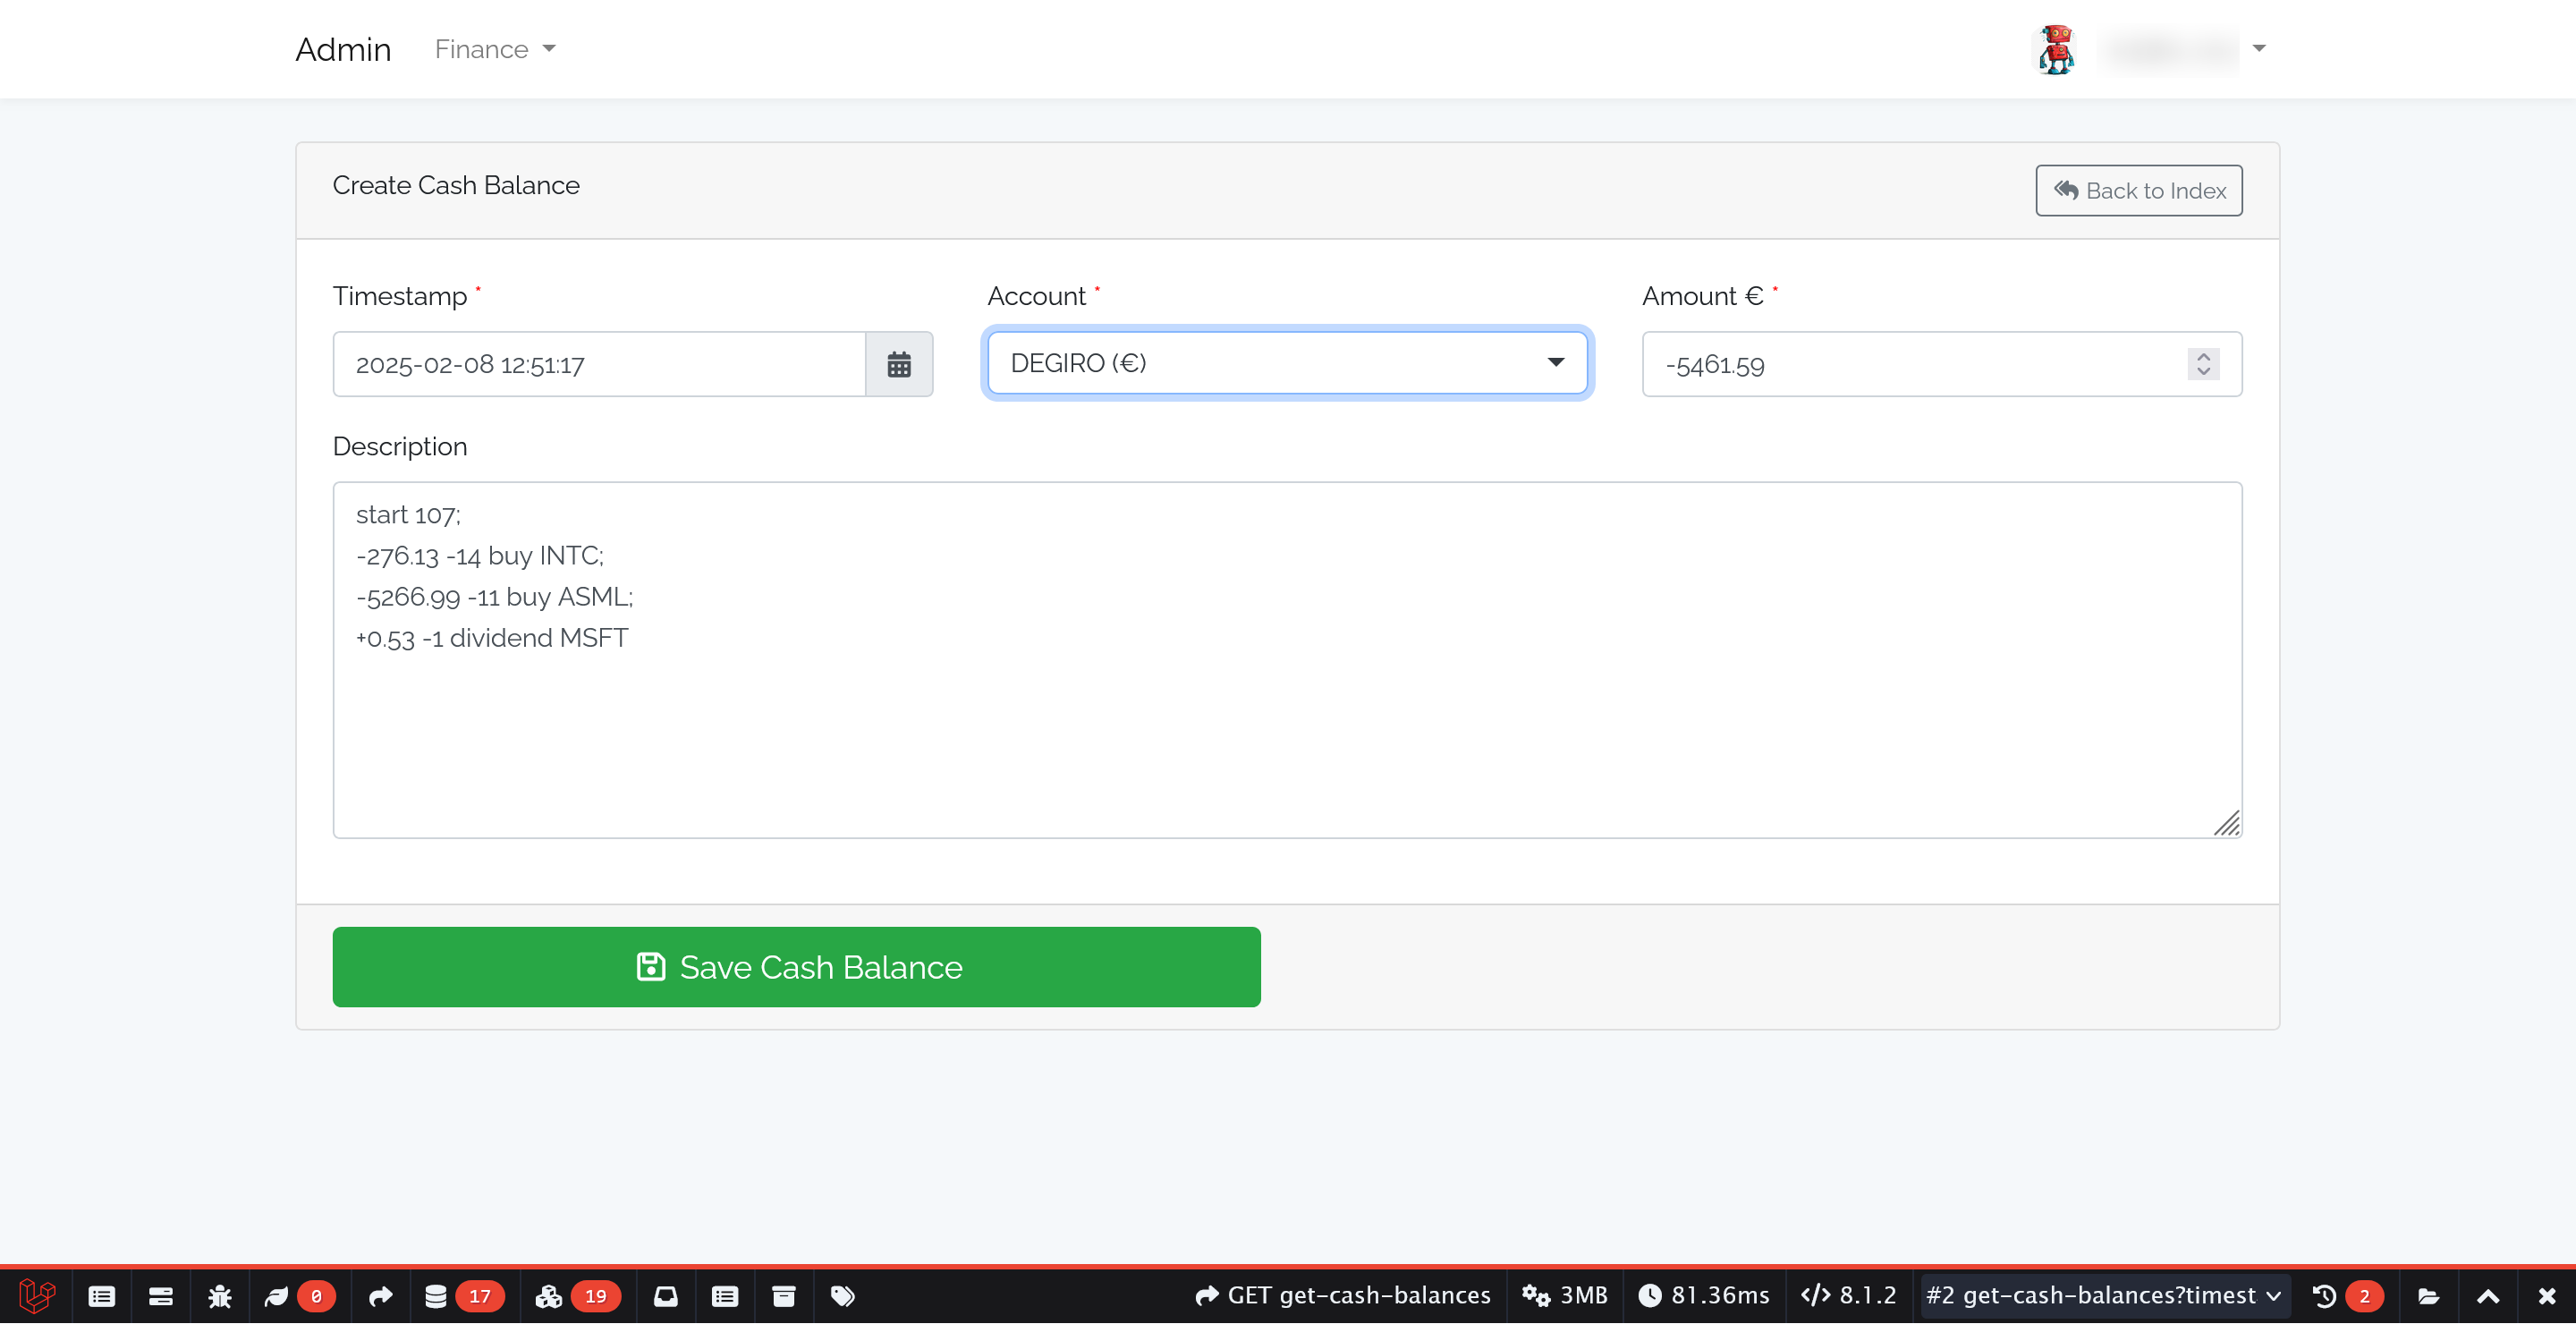 Admin Finance
Create Cash Balance
Back to Index
Timestamp * Account * Amount € *
2025-02-08 12:51:17 DEGIRO (€) -5461.59
Description
start 107;
-276.13 -14 buy INTC;
-5266.99 -11 buy ASML;
+0.53 -1 dividend MSFT
Save Cash Balance
0 17 19 GET get-cash-balances 3MB 81.36ms </> 8.1.2 #2 get-cash-balances?timest 2